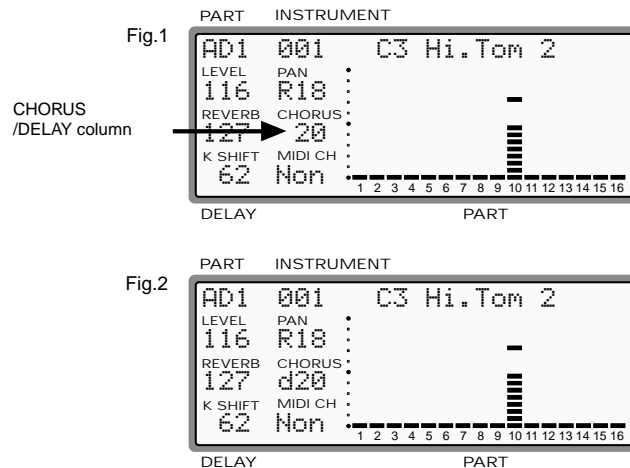 PART INSTRUMENT
Fig.1
AD1 001 C3 Hi.Tom 2
LEVEL PAN
116 R18
CHORUS
/DELAY column
REVERB CHORUS
127 20
K SHIFT MIDI CH
62 Non
1 2 3 4 5 6 7 8 9 10 11 12 13 14 15 16
DELAY PART
PART INSTRUMENT
Fig.2
AD1 001 C3 Hi.Tom 2
LEVEL PAN
116 R18
REVERB CHORUS
127 d20
K SHIFT MIDI CH
62 Non
1 2 3 4 5 6 7 8 9 10 11 12 13 14 15 16
DELAY PART